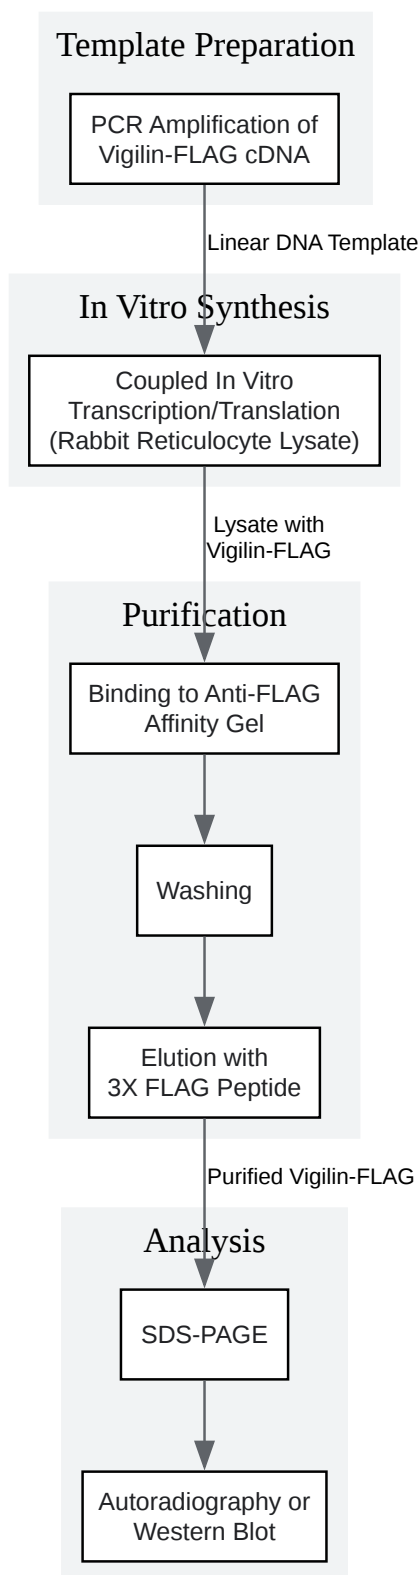 Template Preparation
PCR Amplification of
Vigilin-FLAG cDNA
Linear DNA Template
In Vitro Synthesis
Coupled In Vitro
Transcription/Translation
(Rabbit Reticulocyte Lysate)
Lysate with
Vigilin-FLAG
Purification
Binding to Anti-FLAG
Affinity Gel
Washing
Elution with
3X FLAG Peptide
Purified Vigilin-FLAG
Analysis
SDS-PAGE
Autoradiography or
Western Blot